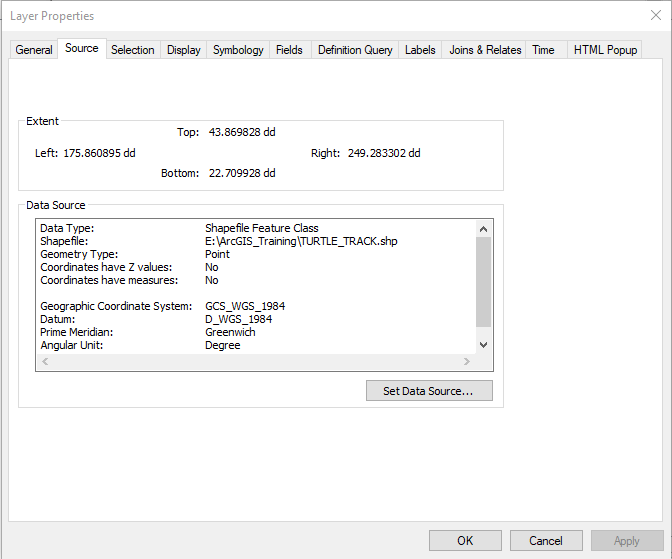 Layer Properties
General Source Selection Display Symbology Fields Definition Query Labels Joins & Relates Time HTML Popup
Extent
Top: 43.869828 dd
Left: 175.860895 dd Right: 249.283302 dd
Bottom: 22.709928 dd
Data Source
Data Type: Shapefile Feature Class
Shapefile: E:\ArcGIS_Training\TURTLE_TRACK.shp
Geometry Type: Point
Coordinates have Z values: No
Coordinates have measures: No
Geographic Coordinate System: GCS_WGS_1984
Datum: D_WGS_1984
Prime Meridian: Greenwich
Angular Unit: Degree
Set Data Source...
OK Cancel Apply